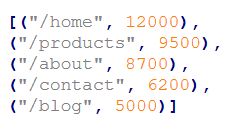 [("/home", 12000),
("/products", 9500),
("/about", 8700),
("/contact", 6200),
("/blog", 5000)]